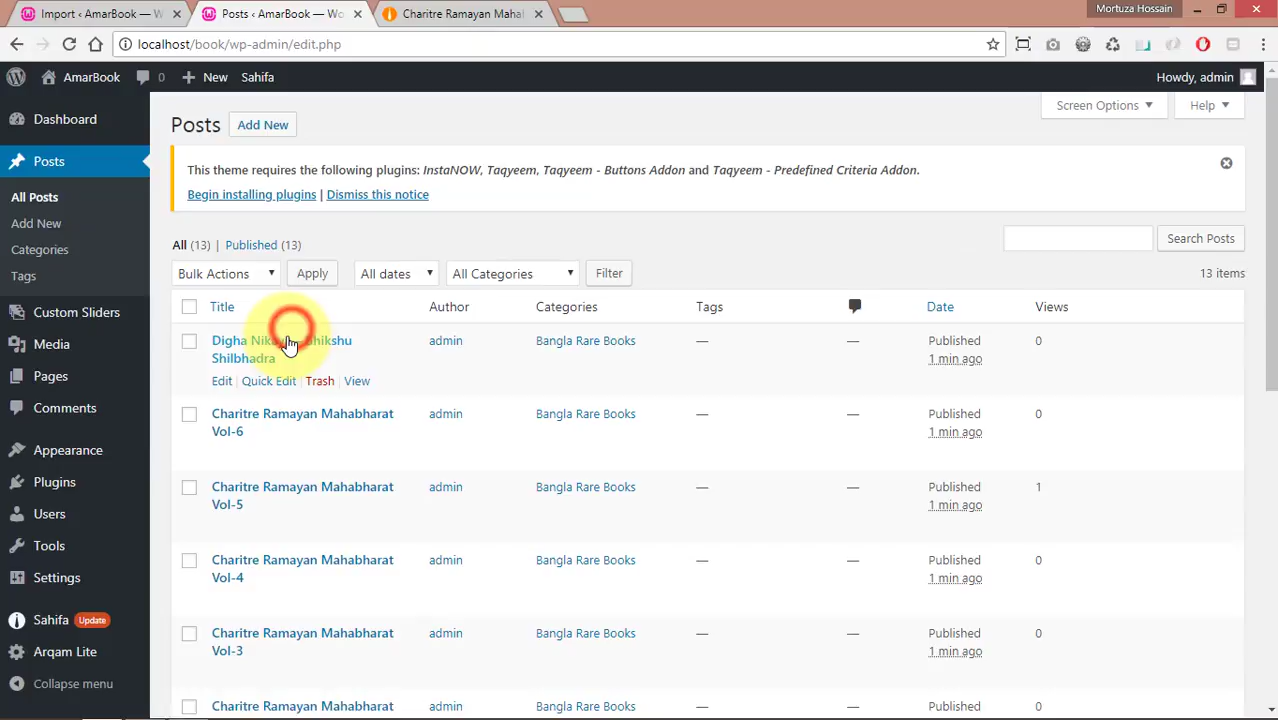 Mortuza Hossain
Import ‹ AmarBook — W
Posts ‹ AmarBook — Wo
Charitre Ramayan Mahal
localhost/book/wp-admin/edit.php
AmarBook 0 New Sahifa Howdy, admin
Screen Options Help
Dashboard
Posts
All Posts
Add New
Categories
Tags
Custom Sliders
Media
Pages
Comments
Appearance
Plugins
Users
Tools
Settings
Sahifa Update
Arqam Lite
Collapse menu
Posts Add New
This theme requires the following plugins: InstaNOW, Taqyeem, Taqyeem - Buttons Addon and Taqyeem - Predefined Criteria Addon.
Begin installing plugins | Dismiss this notice
All (13) | Published (13)
Search Posts
Bulk Actions Apply All dates All Categories Filter 13 items
Title Author Categories Tags Date Views
Digha admin Bangla Rare Books — — Published 0
Shilbhadra 1 min ago
Edit | Quick Edit | Trash | View
Charitre Ramayan Mahabharat admin Bangla Rare Books — — Published 0
Vol-6 1 min ago
Charitre Ramayan Mahabharat admin Bangla Rare Books — — Published 1
Vol-5 1 min ago
Charitre Ramayan Mahabharat admin Bangla Rare Books — — Published 0
Vol-4 1 min ago
Charitre Ramayan Mahabharat admin Bangla Rare Books — — Published 0
Vol-3 1 min ago
Charitre Ramayan Mahabharat admin Bangla Rare Books — — Published 0